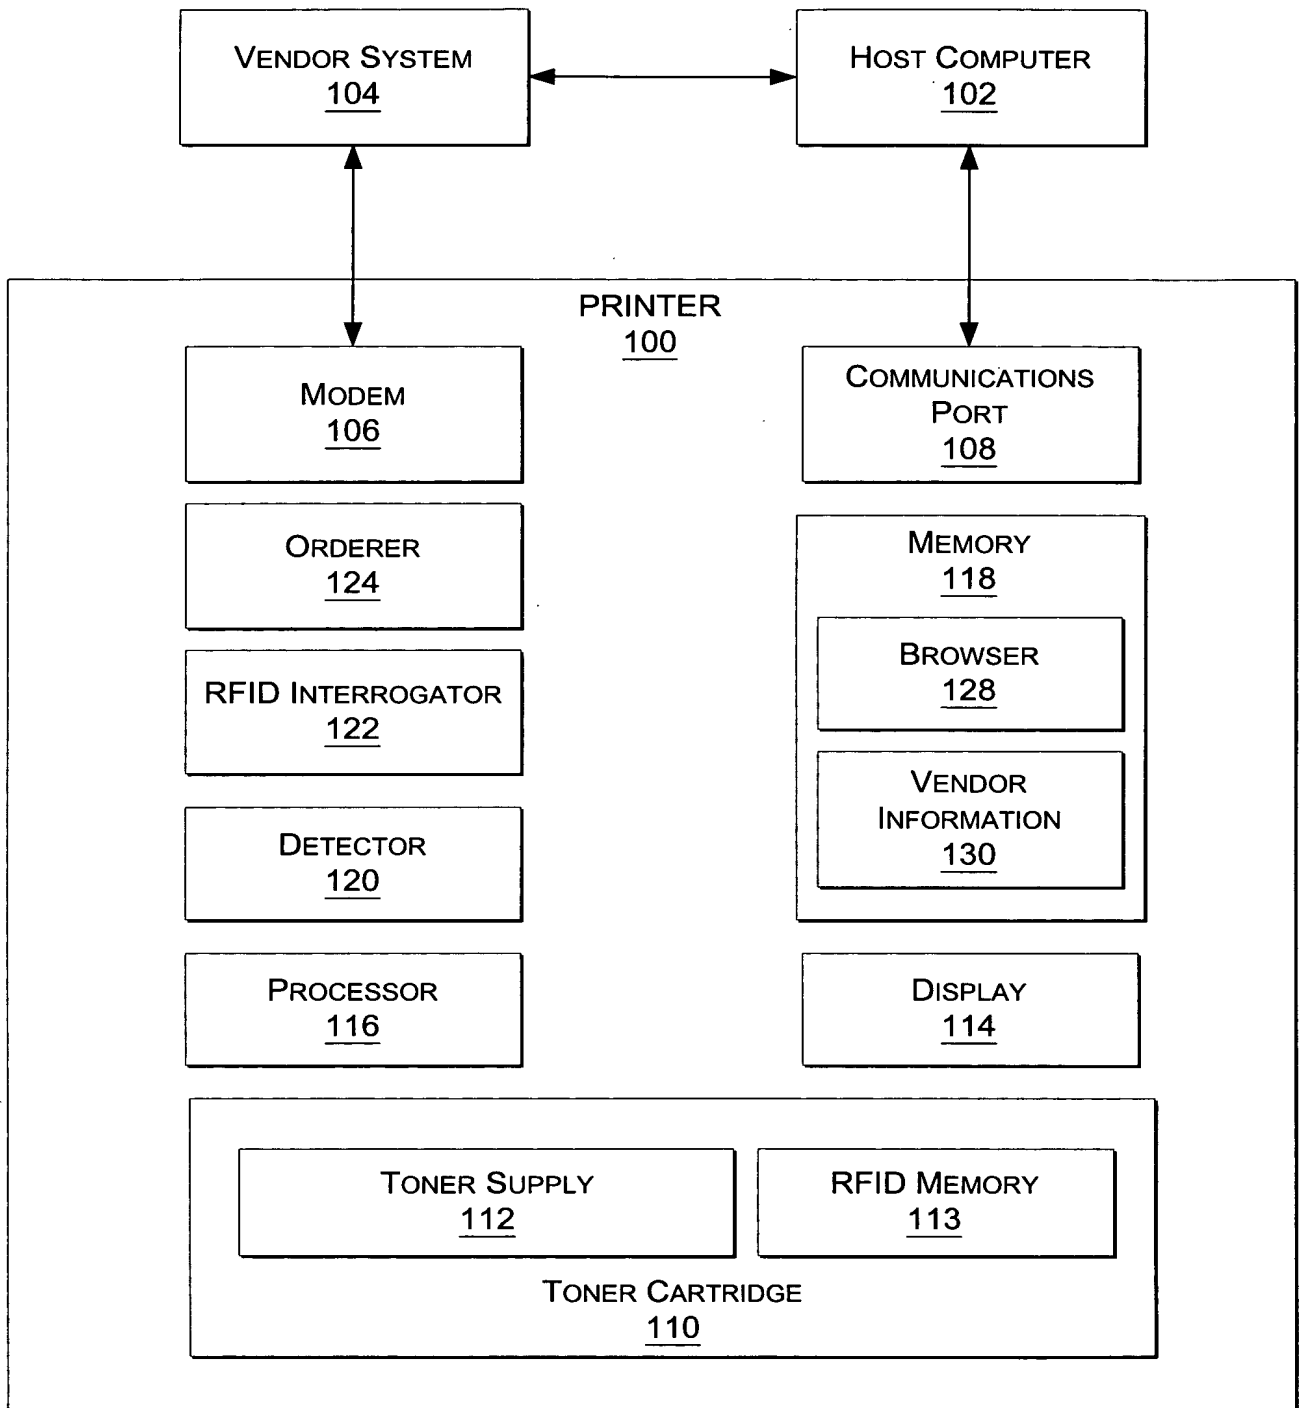 VENDOR SYSTEM
104
HOST COMPUTER
102
PRINTER
100
MODEM
106
COMMUNICATIONS
PORT
108
ORDERER
124
MEMORY
118
BROWSER
128
RFID INTERROGATOR
122
VENDOR
INFORMATION
130
DETECTOR
120
PROCESSOR
116
DISPLAY
114
TONER SUPPLY
112
RFID MEMORY
113
TONER CARTRIDGE
110